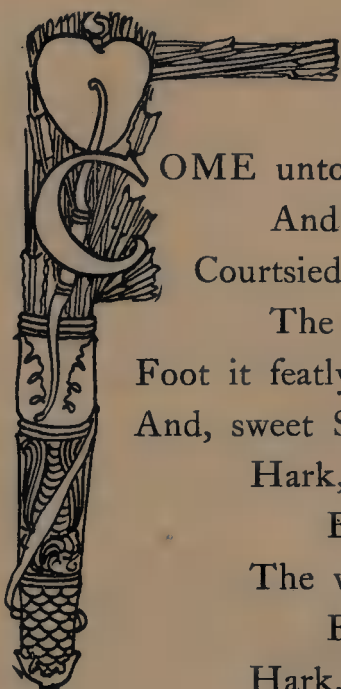 COME unto
And
Courtsied
The
Foot it featly
And, sweet S
Hark,
The w
Hark,